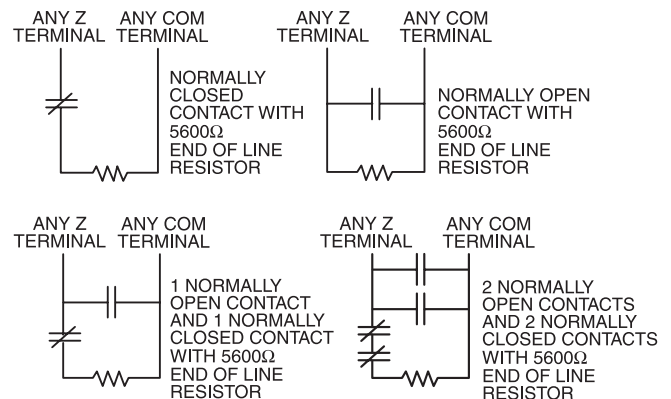 ANY Z TERMINAL
ANY COM TERMINAL
NORMALLY
CLOSED
CONTACT WITH
5600Ω
END OF LINE
RESISTOR
ANY Z TERMINAL
ANY COM TERMINAL
NORMALLY OPEN
CONTACT WITH
5600Ω
END OF LINE
RESISTOR
ANY Z TERMINAL
ANY COM TERMINAL
1 NORMALLY
OPEN CONTACT
AND 1 NORMALLY
CLOSED CONTACT
WITH 5600Ω
END OF LINE
RESISTOR
ANY Z TERMINAL
ANY COM TERMINAL
2 NORMALLY
OPEN CONTACTS
AND 2 NORMALLY
CLOSED CONTACTS
WITH 5600Ω
END OF LINE
RESISTOR